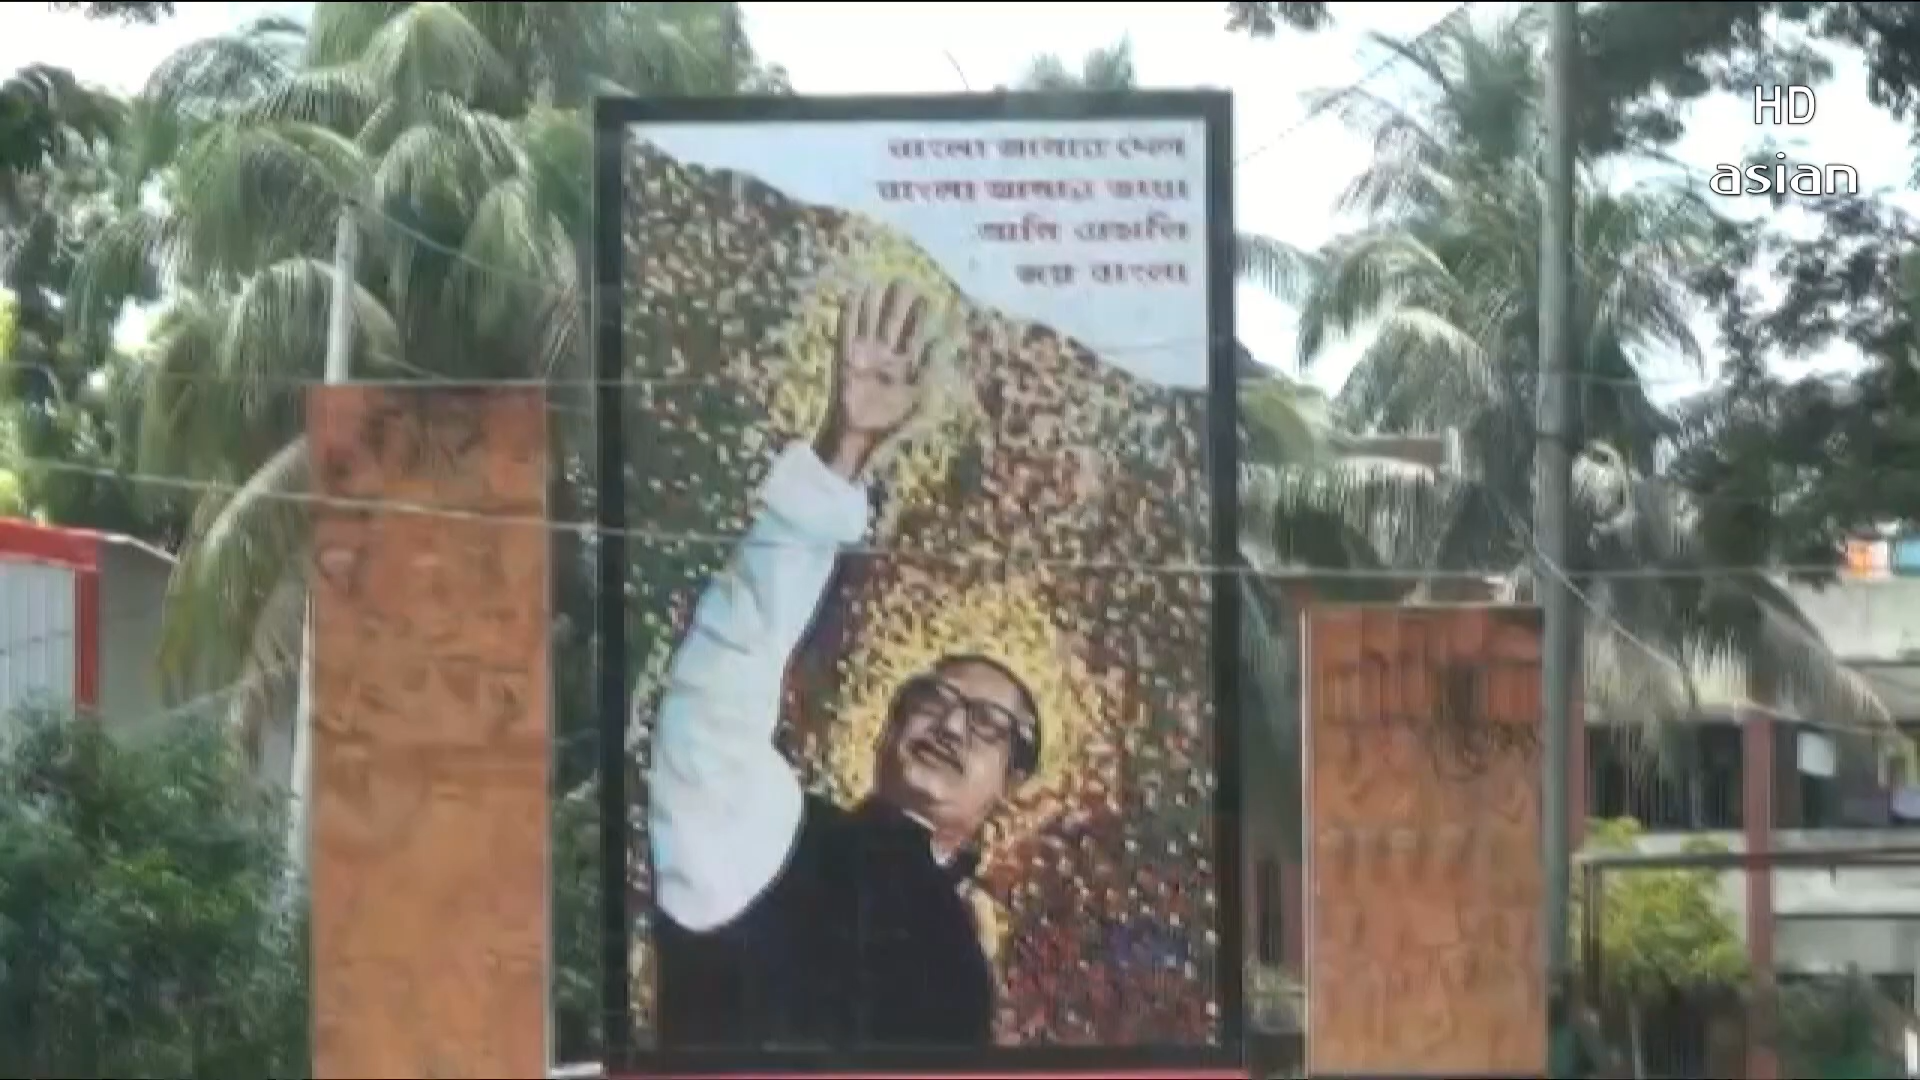 বাংলা আমার দেশ
বাংলা আমার ভাষা
আমি বাঙালি
জয় বাংলা
HD
asian